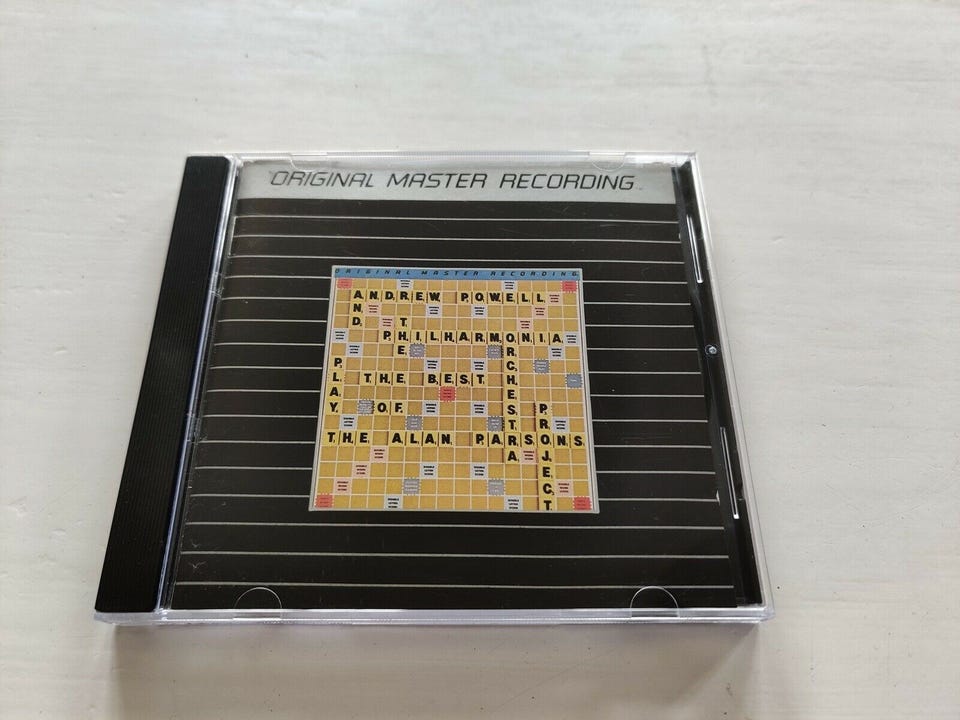 ORIGINAL MASTER RECORDING
ORIGINAL MASTER RECORDING
ANDREW POWELL
AND
THE
PHILHARMONIA
ORCHESTRA
PLAY
THE BEST
OF
THE ALAN PARSONS
PROJECT